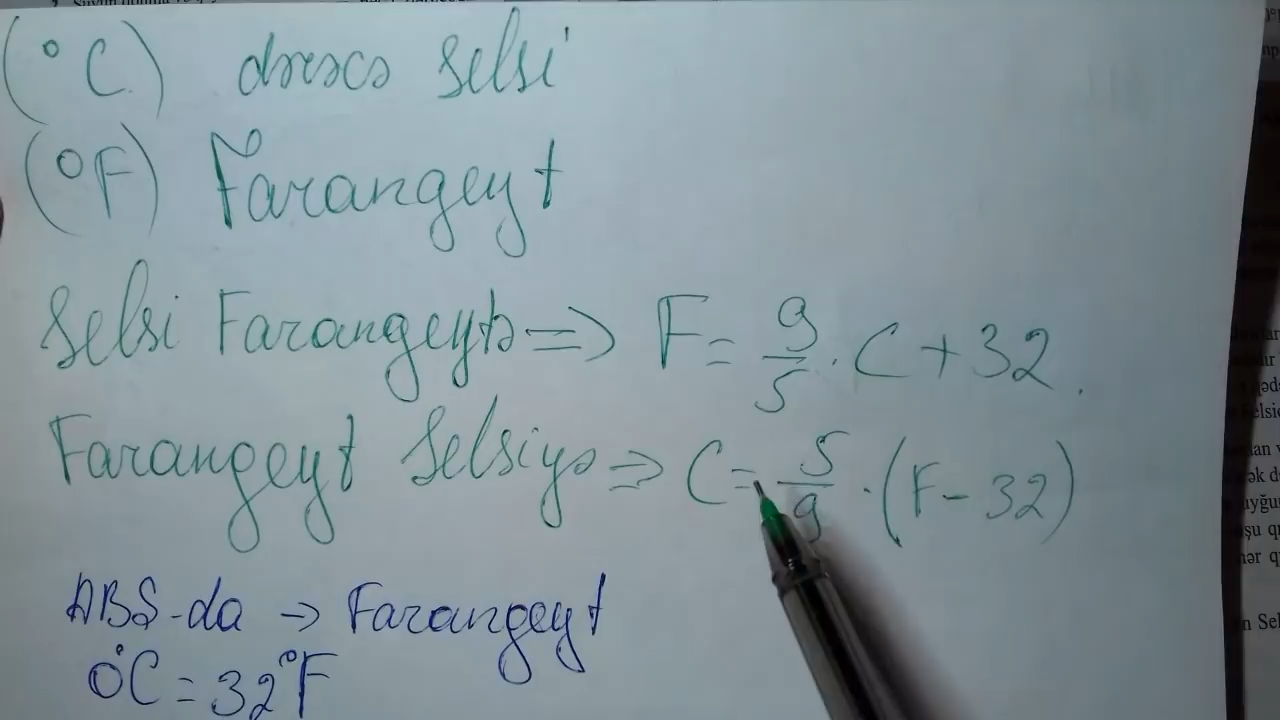 (°C) dərəcə Selsi
(°F) Farangeyt
Selsi Farangeytə => F = 9/5 · C + 32.
Farangeyt Selsiyə => C = 5/9 · (F - 32)
ABŞ-da → Farangeyt
0°C = 32°F